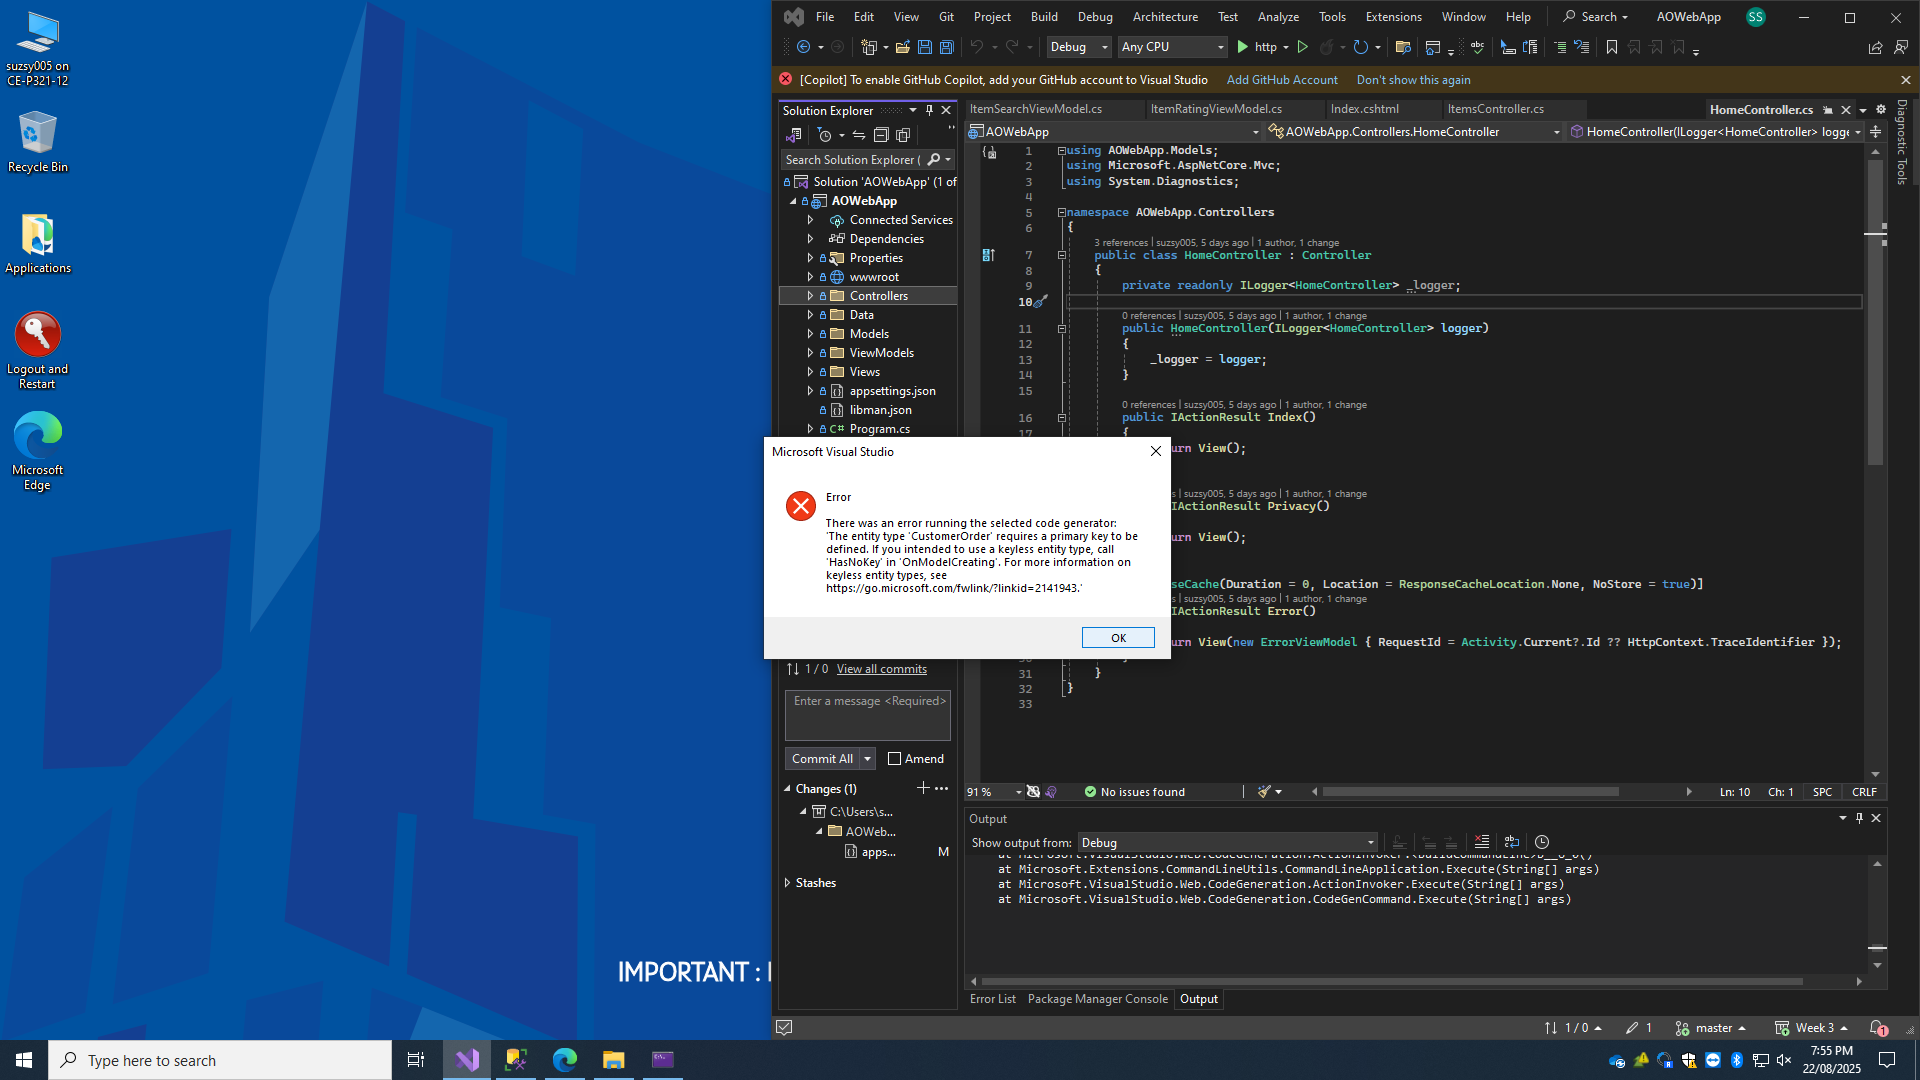 suzsy005 on
CE-P321-12
Recycle Bin
Applications
Logout and
Restart
Microsoft
Edge
IMPORTANT :
File Edit View Git Project Build Debug Architecture Test Analyze Tools Extensions Window Help Search AOWebApp SS
Debug Any CPU http
[Copilot] To enable GitHub Copilot, add your GitHub account to Visual Studio Add GitHub Account Don't show this again
Solution Explorer
Search Solution Explorer (
Solution 'AOWebApp' (1 of
AOWebApp
Connected Services
Dependencies
Properties
wwwroot
Controllers
Data
Models
ViewModels
Views
appsettings.json
libman.json
C# Program.cs
ItemSearchViewModel.cs ItemRatingViewModel.cs Index.cshtml ItemsController.cs HomeController.cs
AOWebApp AOWebApp.Controllers.HomeController HomeController(ILogger<HomeController> logge
Diagnostic Tools
1 using AOWebApp.Models;
2 using Microsoft.AspNetCore.Mvc;
3 using System.Diagnostics;
4
5 namespace AOWebApp.Controllers
6 {
3 references | suzsy005, 5 days ago | 1 author, 1 change
7 public class HomeController : Controller
8 {
9 private readonly ILogger<HomeController> _logger;
10
0 references | suzsy005, 5 days ago | 1 author, 1 change
11 public HomeController(ILogger<HomeController> logger)
12 {
13 _logger = logger;
14 }
15
0 references | suzsy005, 5 days ago | 1 author, 1 change
16 public IActionResult Index()
17 {
urn View();
s | suzsy005, 5 days ago | 1 author, 1 change
IActionResult Privacy()
urn View();
seCache(Duration = 0, Location = ResponseCacheLocation.None, NoStore = true)]
s | suzsy005, 5 days ago | 1 author, 1 change
IActionResult Error()
urn View(new ErrorViewModel { RequestId = Activity.Current?.Id ?? HttpContext.TraceIdentifier });
31 }
32 }
33
Microsoft Visual Studio
Error
There was an error running the selected code generator:
'The entity type 'CustomerOrder' requires a primary key to be
defined. If you intended to use a keyless entity type, call
'HasNoKey' in 'OnModelCreating'. For more information on
keyless entity types, see
https://go.microsoft.com/fwlink/?linkid=2141943.'
OK
1 / 0 View all commits
Enter a message <Required>
Commit All Amend
Changes (1)
C:\Users\s...
AOWeb...
apps... M
Stashes
91 % No issues found Ln: 10 Ch: 1 SPC CRLF
Output
Show output from: Debug
at Microsoft.VisualStudio.Web.CodeGeneration.ActionInvoker.<BuildCommandLine>b__6_0()
at Microsoft.Extensions.CommandLineUtils.CommandLineApplication.Execute(String[] args)
at Microsoft.VisualStudio.Web.CodeGeneration.ActionInvoker.Execute(String[] args)
at Microsoft.VisualStudio.Web.CodeGeneration.CodeGenCommand.Execute(String[] args)
Error List Package Manager Console Output
1 / 0 1 master Week 3 1
Type here to search
7:55 PM
22/08/2025